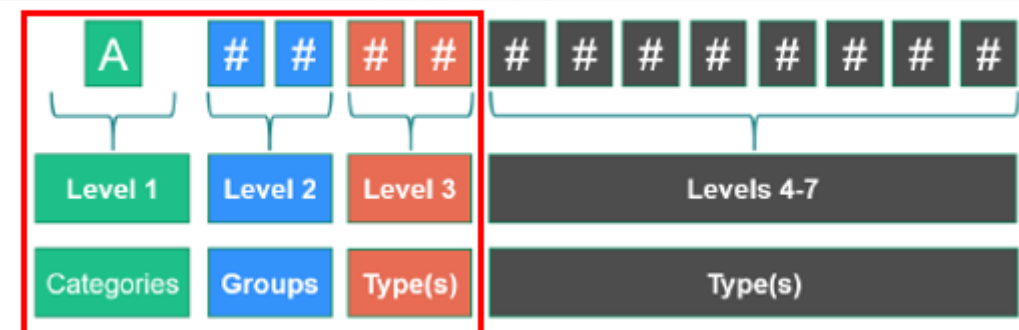 A # # # # # # # # # # # #
Level 1 Level 2 Level 3 Levels 4-7
Categories Groups Type(s) Type(s)